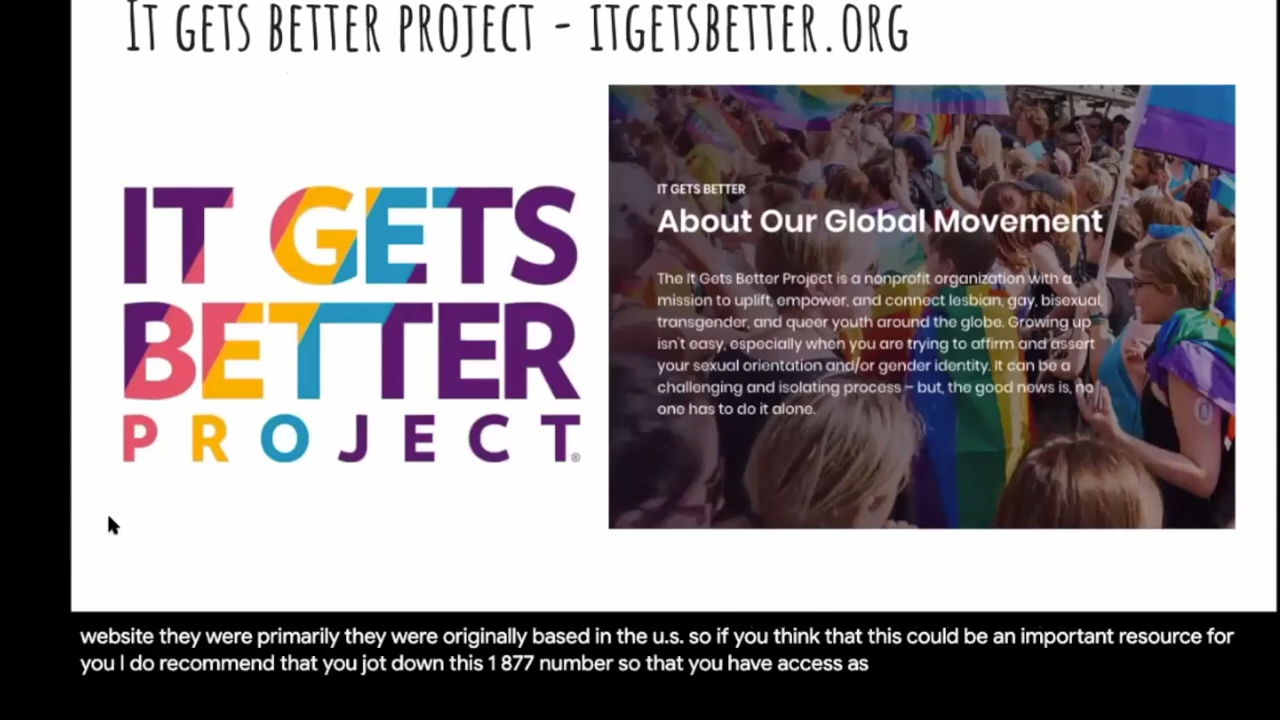 IT GETS BETTER PROJECT - ITGETSBETTER.ORG
IT GETS
BETTER
PROJECT®
IT GETS BETTER
About Our Global Movement
The It Gets Better Project is a nonprofit organization with a
mission to uplift, empower, and connect lesbian, gay, bisexual,
transgender, and queer youth around the globe. Growing up
isn't easy, especially when you are trying to affirm and assert
your sexual orientation and/or gender identity. It can be a
challenging and isolating process – but, the good news is, no
one has to do it alone.
website they were primarily they were originally based in the u.s. so if you think that this could be an important resource for
you I do recommend that you jot down this 1 877 number so that you have access as